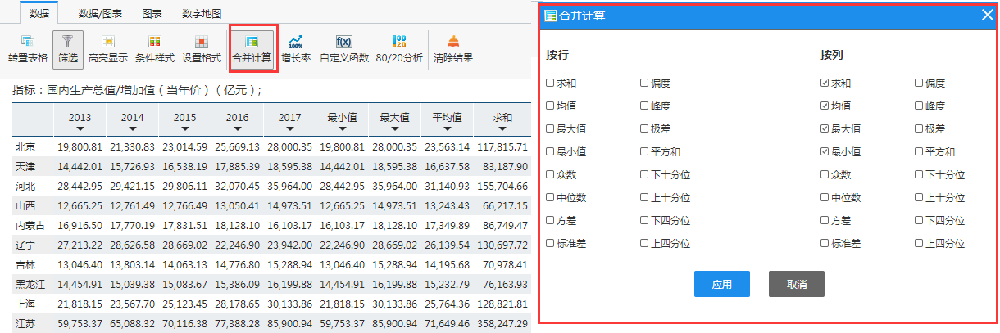 数据 数据/图表 图表 数字地图
转置表格 筛选 高亮显示 条件样式 设置格式 合并计算 100% 增长率 f(x) 自定义函数 80 20 80/20分析 清除结果
指标：国内生产总值/增加值（当年价）（亿元）;
2013 2014 2015 2016 2017 最小值 最大值 平均值 求和
北京 19,800.81 21,330.83 23,014.59 25,669.13 28,000.35 19,800.81 28,000.35 23,563.14 117,815.71
天津 14,442.01 15,726.93 16,538.19 17,885.39 18,595.38 14,442.01 18,595.38 16,637.58 83,187.90
河北 28,442.95 29,421.15 29,806.11 32,070.45 35,964.00 28,442.95 35,964.00 31,140.93 155,704.66
山西 12,665.25 12,761.49 12,766.49 13,050.41 14,973.51 12,665.25 14,973.51 13,243.43 66,217.15
内蒙古 16,916.50 17,770.19 17,831.51 18,128.10 16,103.17 16,103.17 18,128.10 17,349.89 86,749.47
辽宁 27,213.22 28,626.58 28,669.02 22,246.90 23,942.00 22,246.90 28,669.02 26,139.54 130,697.72
吉林 13,046.40 13,803.14 14,063.13 14,776.80 15,288.94 13,046.40 15,288.94 14,195.68 70,978.41
黑龙江 14,454.91 15,039.38 15,083.67 15,386.09 16,199.88 14,454.91 16,199.88 15,232.79 76,163.93
上海 21,818.15 23,567.70 25,123.45 28,178.65 30,133.86 21,818.15 30,133.86 25,764.36 128,821.81
江苏 59,753.37 65,088.32 70,116.38 77,388.28 85,900.94 59,753.37 85,900.94 71,649.46 358,247.29
合并计算
按行 按列
求和 偏度 求和 偏度
均值 峰度 均值 峰度
最大值 极差 最大值 极差
最小值 平方和 最小值 平方和
众数 下十分位 众数 下十分位
中位数 上十分位 中位数 上十分位
方差 下四分位 方差 下四分位
标准差 上四分位 标准差 上四分位
应用 取消